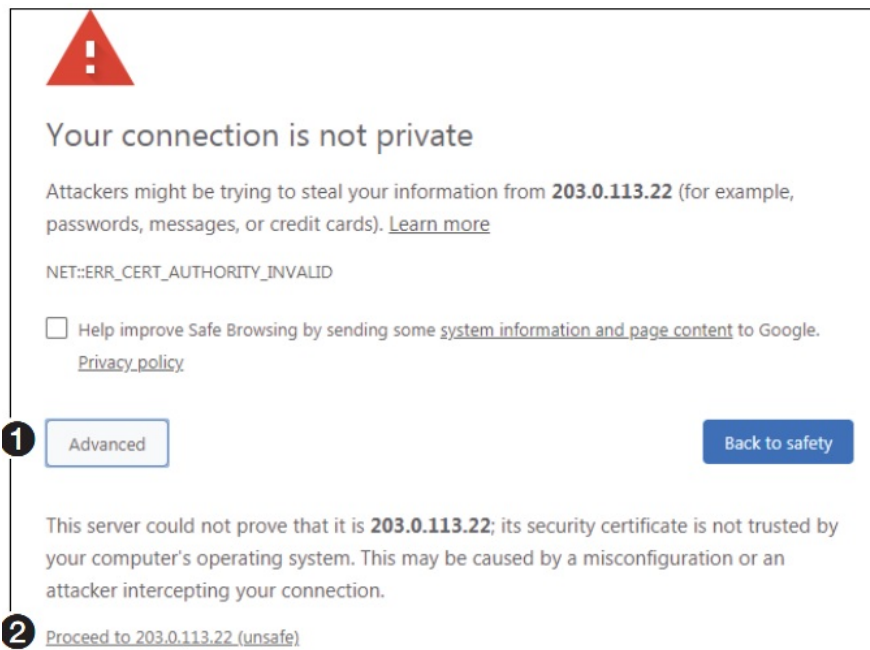 !
Your connection is not private
Attackers might be trying to steal your information from 203.0.113.22 (for example,
passwords, messages, or credit cards). Learn more
NET::ERR_CERT_AUTHORITY_INVALID
Help improve Safe Browsing by sending some system information and page content to Google.
Privacy policy
1 Advanced Back to safety
This server could not prove that it is 203.0.113.22; its security certificate is not trusted by
your computer's operating system. This may be caused by a misconfiguration or an
attacker intercepting your connection.
2 Proceed to 203.0.113.22 (unsafe)